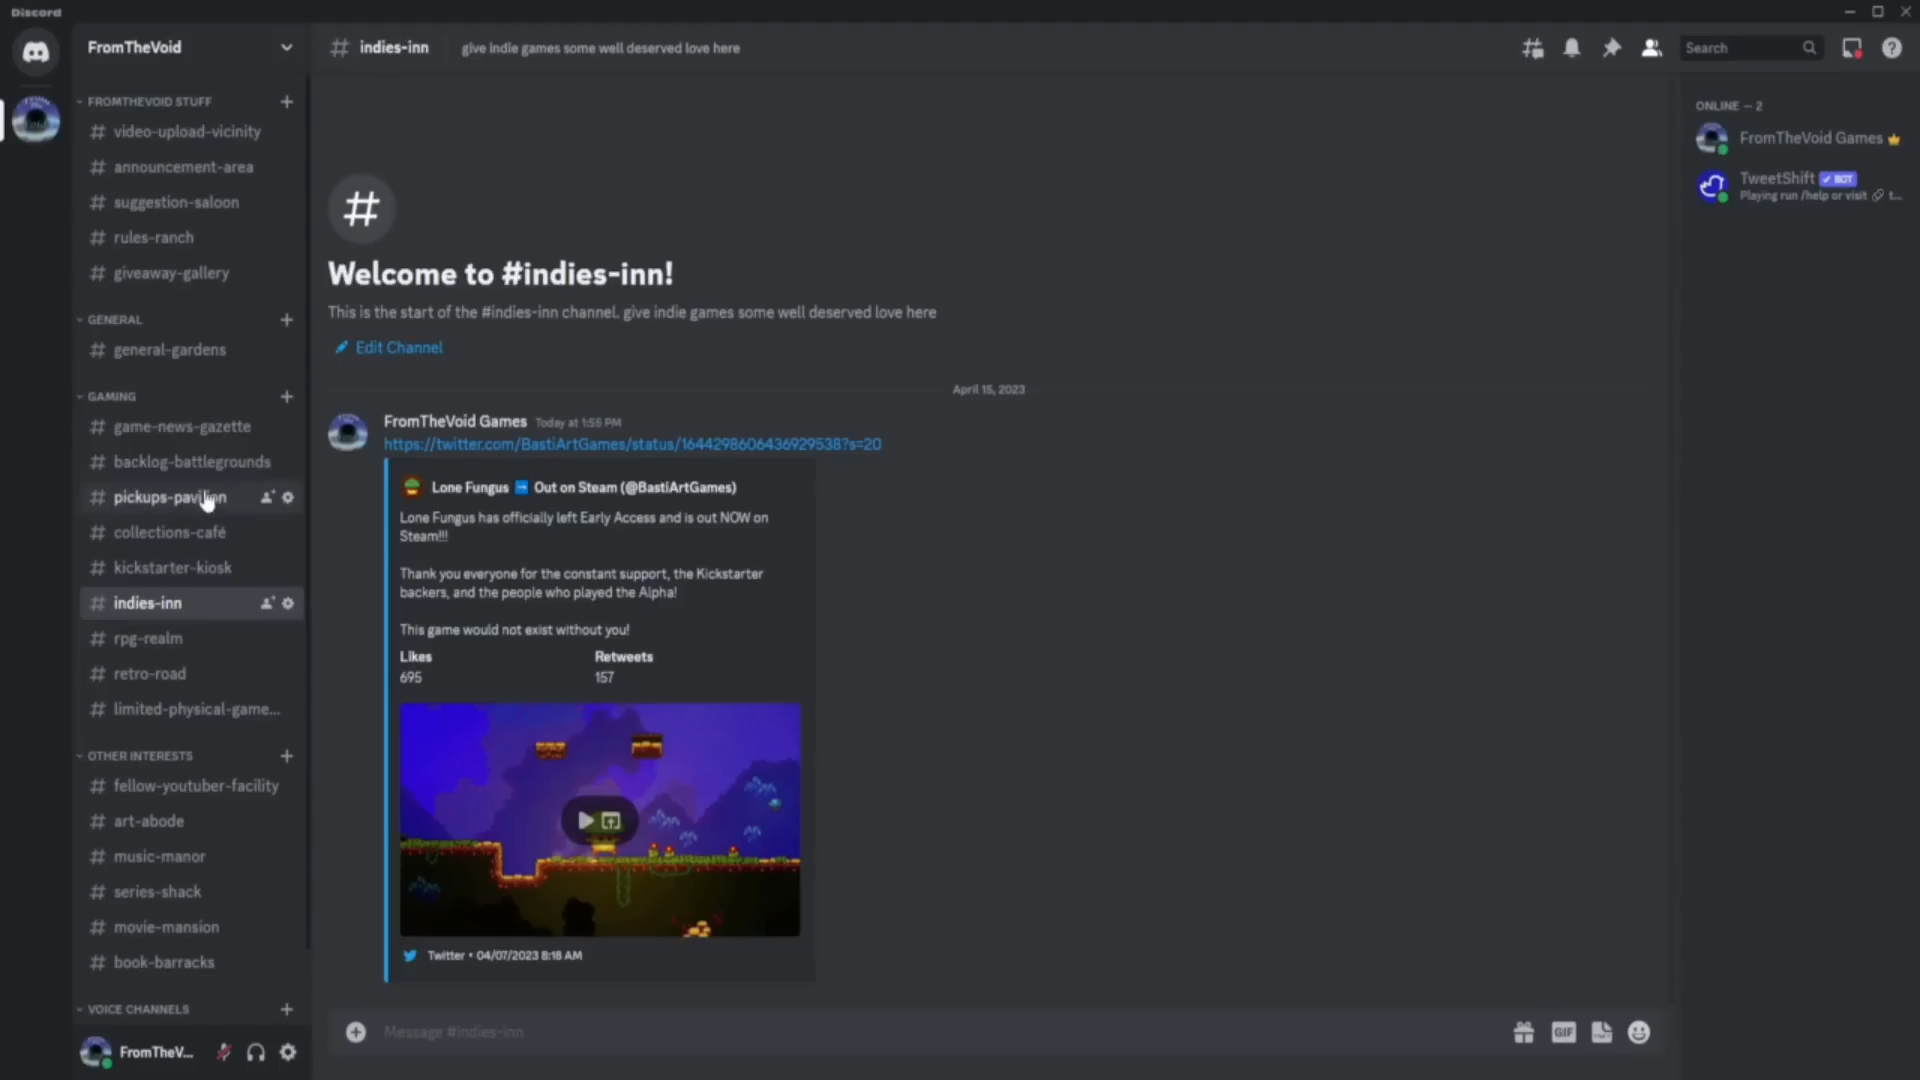 Discord
FromTheVoid
# indies-inn
give indie games some well deserved love here
Search
FROMTHEVOID STUFF
# video-upload-vicinity
# announcement-area
# suggestion-saloon
# rules-ranch
# giveaway-gallery
GENERAL
# general-gardens
GAMING
# game-news-gazette
# backlog-battlegrounds
# pickups-pavilion
# collections-café
# kickstarter-kiosk
# indies-inn
# rpg-realm
# retro-road
# limited-physical-game...
OTHER INTERESTS
# fellow-youtuber-facility
# art-abode
# music-manor
# series-shack
# movie-mansion
# book-barracks
VOICE CHANNELS
FromTheV...
#
Welcome to #indies-inn!
This is the start of the #indies-inn channel. give indie games some well deserved love here
Edit Channel
April 15, 2023
FromTheVoid Games Today at 1:55 PM
https://twitter.com/BastiArtGames/status/1644298606436929538?s=20
Lone Fungus ➡ Out on Steam (@BastiArtGames)
Lone Fungus has officially left Early Access and is out NOW on
Steam!!!
Thank you everyone for the constant support, the Kickstarter
backers, and the people who played the Alpha!
This game would not exist without you!
Likes Retweets
695 157
Twitter • 04/07/2023 8:18 AM
Message #indies-inn
GIF
ONLINE — 2
FromTheVoid Games
TweetShift ✓ BOT
Playing run /help or visit 🔗 t...